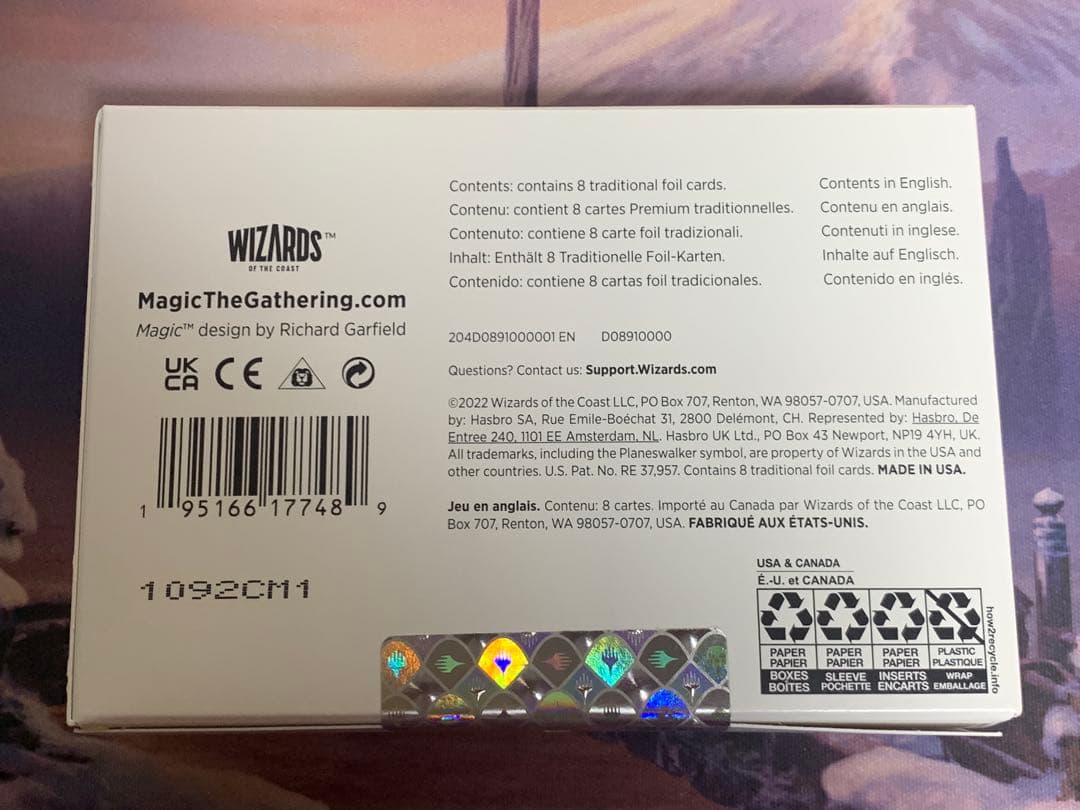 WIZARDS™
OF THE COAST
MagicTheGathering.com
Magic™ design by Richard Garfield
UK
CA CE
1 95166 17748 9
1092CM1
Contents: contains 8 traditional foil cards.
Contenu: contient 8 cartes Premium traditionnelles.
Contenuto: contiene 8 carte foil tradizionali.
Inhalt: Enthält 8 Traditionelle Foil-Karten.
Contenido: contiene 8 cartas foil tradicionales.
Contents in English.
Contenu en anglais.
Contenuti in inglese.
Inhalte auf Englisch.
Contenido en inglés.
204D0891000001 EN D08910000
Questions? Contact us: Support.Wizards.com
©2022 Wizards of the Coast LLC, PO Box 707, Renton, WA 98057-0707, USA. Manufactured
by: Hasbro SA, Rue Emile-Boéchat 31, 2800 Delémont, CH. Represented by: Hasbro, De
Entree 240, 1101 EE Amsterdam, NL. Hasbro UK Ltd., PO Box 43 Newport, NP19 4YH, UK.
All trademarks, including the Planeswalker symbol, are property of Wizards in the USA and
other countries. U.S. Pat. No. RE 37,957. Contains 8 traditional foil cards. MADE IN USA.
Jeu en anglais. Contenu: 8 cartes. Importé au Canada par Wizards of the Coast LLC, PO
Box 707, Renton, WA 98057-0707, USA. FABRIQUÉ AUX ÉTATS-UNIS.
USA & CANADA
É.-U. et CANADA
PAPER PAPER PAPER PLASTIC
PAPIER PAPIER PAPIER PLASTIQUE
BOXES SLEEVE INSERTS WRAP
BOÎTES POCHETTE ENCARTS EMBALLAGE
how2recycle.info